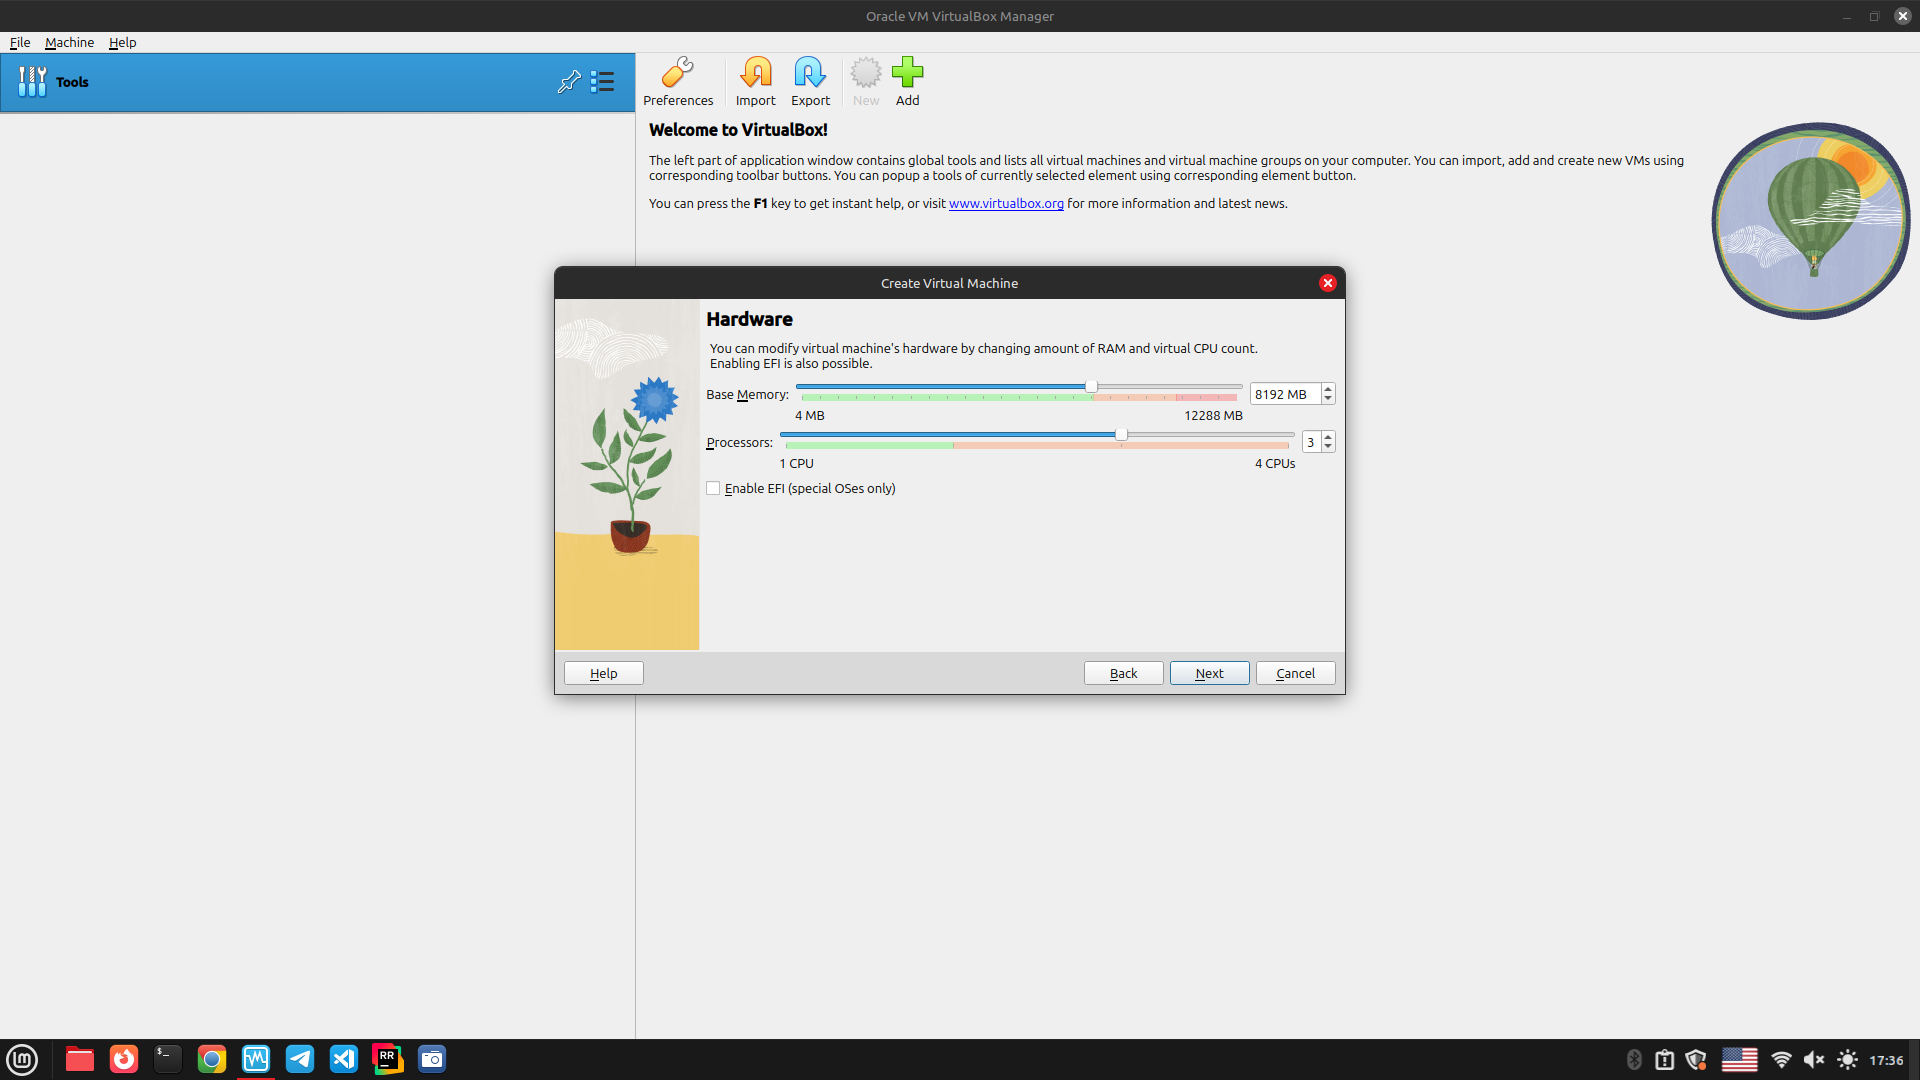 Oracle VM VirtualBox Manager
File Machine Help
Tools
Preferences Import Export New Add
Welcome to VirtualBox!
The left part of application window contains global tools and lists all virtual machines and virtual machine groups on your computer. You can import, add and create new VMs using
corresponding toolbar buttons. You can popup a tools of currently selected element using corresponding element button.
You can press the F1 key to get instant help, or visit www.virtualbox.org for more information and latest news.
Create Virtual Machine
Hardware
You can modify virtual machine's hardware by changing amount of RAM and virtual CPU count.
Enabling EFI is also possible.
Base Memory: 8192 MB
4 MB 12288 MB
Processors: 3
1 CPU 4 CPUs
Enable EFI (special OSes only)
Help Back Next Cancel
lm $_ RR 17:36